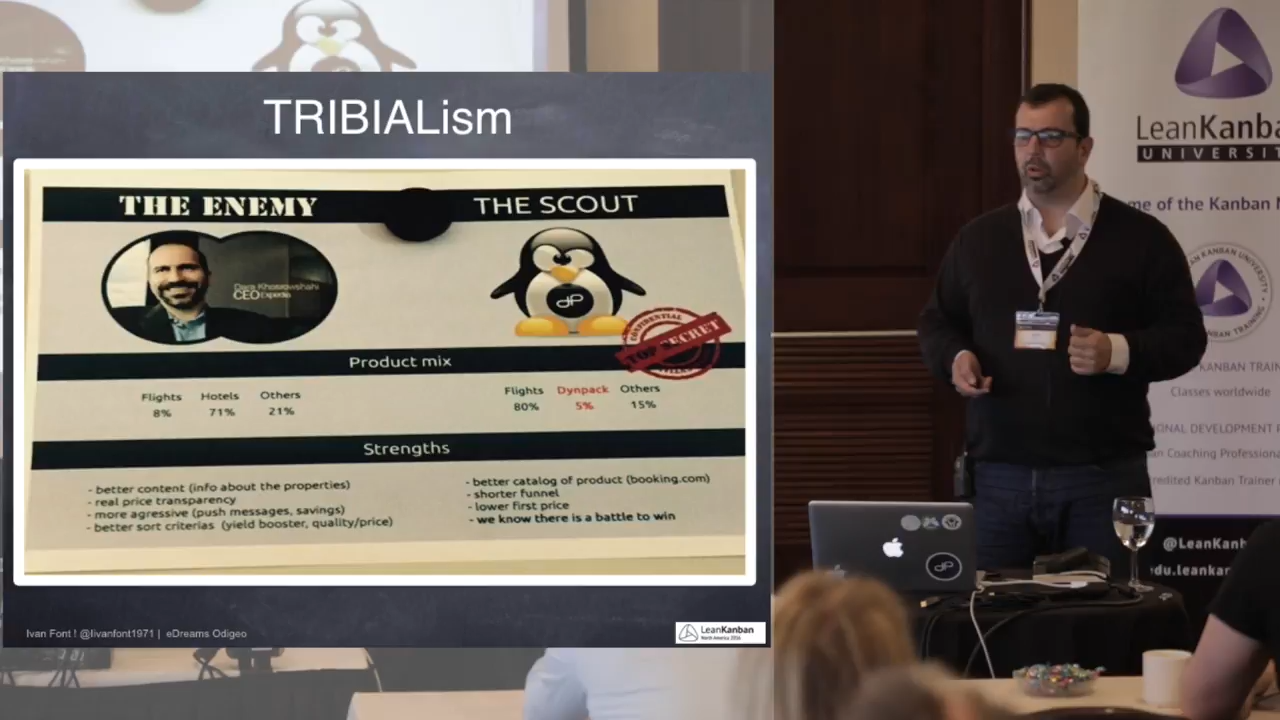 TRIBIALism
THE ENEMY
THE SCOUT
Dara Khosrowshahi
CEO Expedia
dP
CONFIDENTIAL
TOP SECRET
Product mix
Flights Hotels Others
8% 71% 21%
Flights Dynpack Others
80% 5% 15%
Strengths
- better content (info about the properties)
- real price transparency
- more agressive (push messages, savings)
- better sort criterias (yield booster, quality/price)
- better catalog of product (booking.com)
- shorter funnel
- lower first price
- we know there is a battle to win
Ivan Font ! @Iivanfont1971 | eDreams Odigeo
LeanKanban
North America 2016
LeanKanba
UNIVERSIT
me of the Kanban M
KANBAN TRAIN
Classes worldwide
IONAL DEVELOPMENT P
an Coaching Professiona
redited Kanban Trainer
@LeanKanb
du.leankan
dP